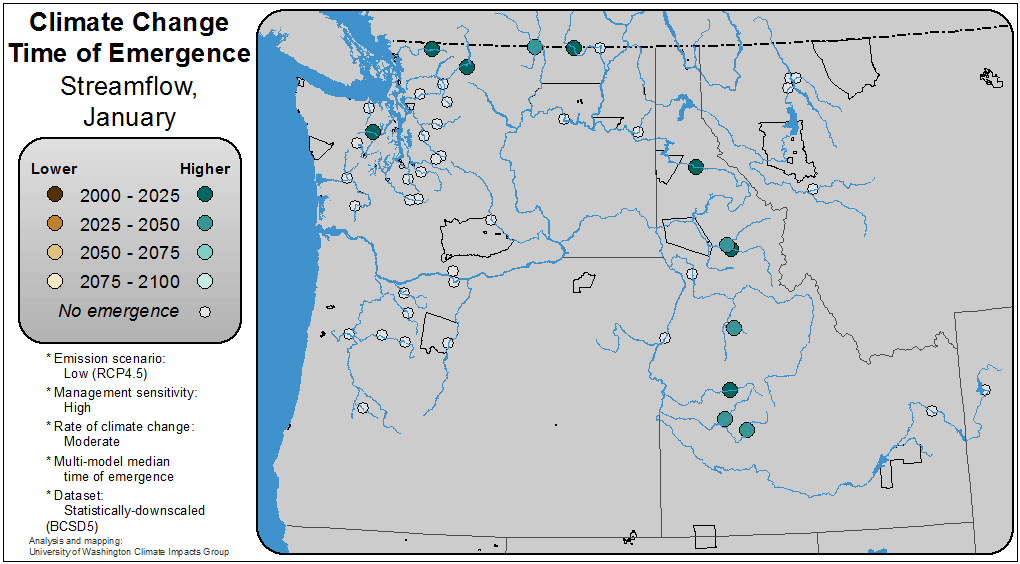 Climate Change
Time of Emergence
Streamflow,
January
Lower Higher
2000 - 2025
2025 - 2050
2050 - 2075
2075 - 2100
No emergence
* Emission scenario:
Low (RCP4.5)
* Management sensitivity:
High
* Rate of climate change:
Moderate
* Multi-model median
time of emergence
* Dataset:
Statistically-downscaled
(BCSD5)
Analysis and mapping:
University of Washington Climate Impacts Group